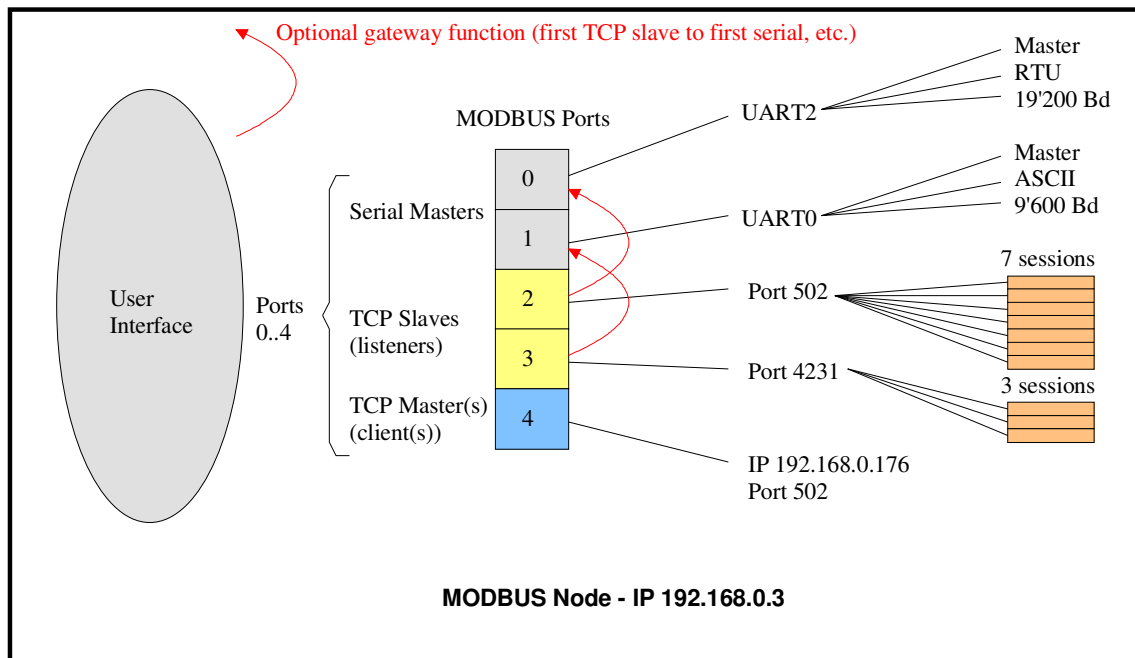 Optional gateway function (first TCP slave to first serial, etc.)
MODBUS Ports
User
Interface
Ports
0..4
Serial Masters
TCP Slaves
(listeners)
TCP Master(s)
(client(s))
0
1
2
3
4
UART2
Master
RTU
19'200 Bd
UART0
Master
ASCII
9'600 Bd
Port 502
7 sessions
Port 4231
3 sessions
IP 192.168.0.176
Port 502
MODBUS Node - IP 192.168.0.3